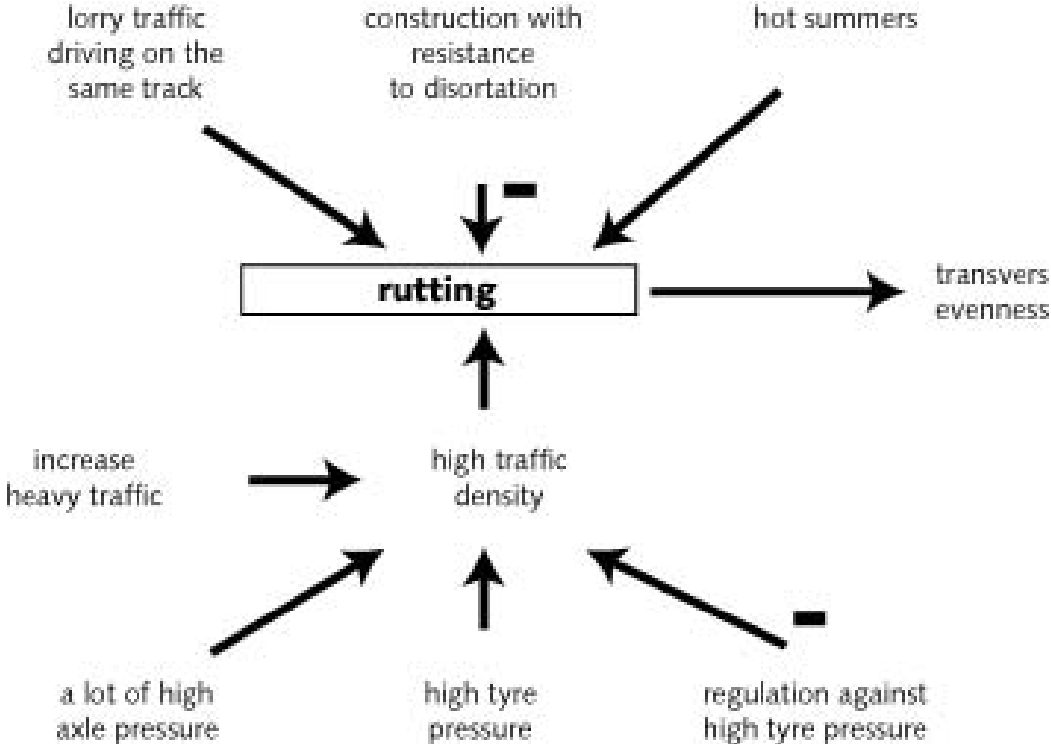 lorry traffic
driving on the
same track
construction with
resistance
to disortation
hot summers
rutting
transvers
evenness
increase
heavy traffic
high traffic
density
a lot of high
axle pressure
high tyre
pressure
regulation against
high tyre pressure